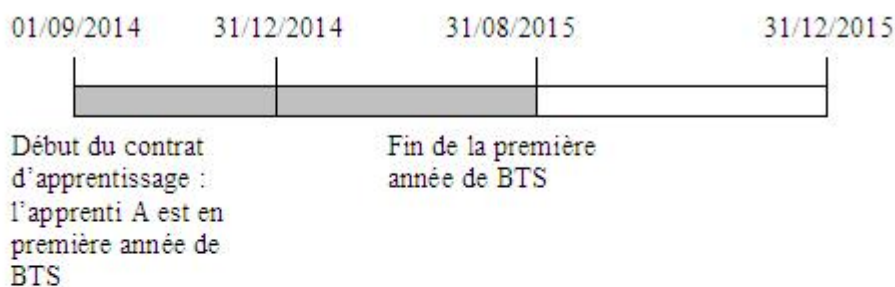 01/09/2014 31/12/2014 31/08/2015 31/12/2015
Début du contrat
d'apprentissage :
l'apprenti A est en
première année de
BTS
Fin de la première
année de BTS